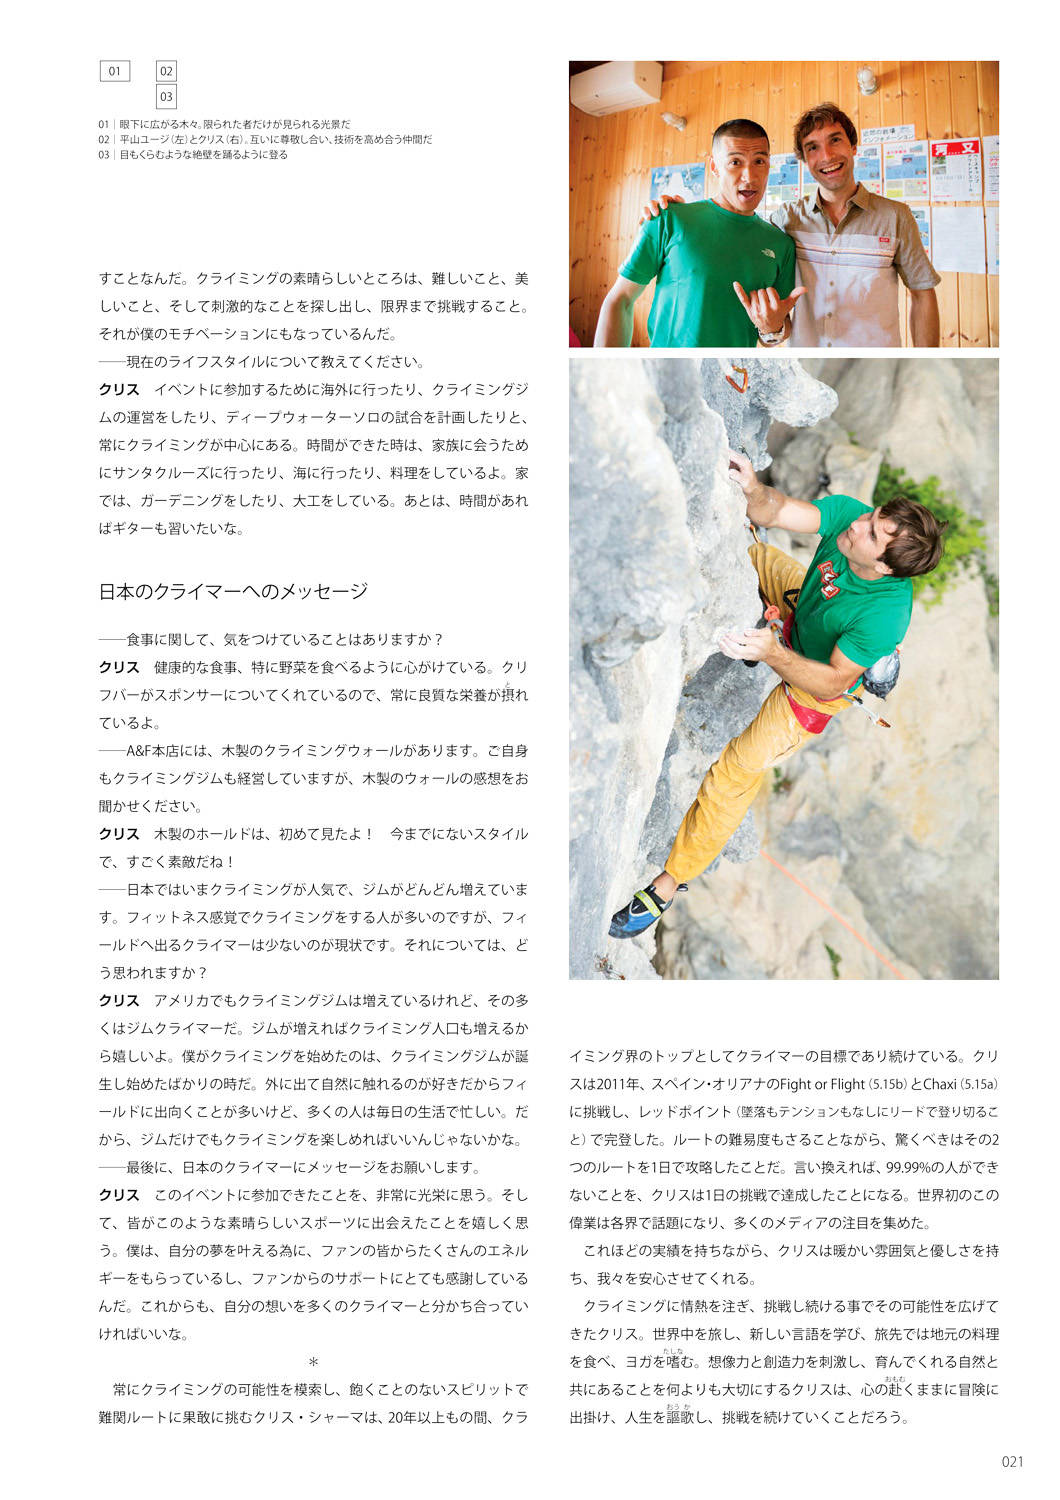 01
02
03
01｜眼下に広がる木々。限られた者だけが見られる光景だ
02｜平山ユージ（左）とクリス（右）。互いに尊敬し合い、技術を高め合う仲間だ
03｜目もくらむような絶壁を踊るように登る
すことなんだ。クライミングの素晴らしいところは、難しいこと、美
しいこと、そして刺激的なことを探し出し、限界まで挑戦すること。
それが僕のモチベーションにもなっているんだ。
――現在のライフスタイルについて教えてください。
クリス　イベントに参加するために海外に行ったり、クライミングジ
ムの運営をしたり、ディープウォーターソロの試合を計画したりと、
常にクライミングが中心にある。時間ができた時は、家族に会うため
にサンタクルーズに行ったり、海に行ったり、料理をしているよ。家
では、ガーデニングをしたり、大工をしている。あとは、時間があれ
ばギターも習いたいな。
日本のクライマーへのメッセージ
――食事に関して、気をつけていることはありますか？
クリス　健康的な食事、特に野菜を食べるように心がけている。クリ
フバーがスポンサーについてくれているので、常に良質な栄養が摂れ
ているよ。
――A&F本店には、木製のクライミングウォールがあります。ご自身
もクライミングジムも経営していますが、木製のウォールの感想をお
聞かせください。
クリス　木製のホールドは、初めて見たよ！　今までにないスタイル
で、すごく素敵だね！
――日本ではいまクライミングが人気で、ジムがどんどん増えていま
す。フィットネス感覚でクライミングをする人が多いのですが、フィ
ールドへ出るクライマーは少ないのが現状です。それについては、ど
う思われますか？
クリス　アメリカでもクライミングジムは増えているけれど、その多
くはジムクライマーだ。ジムが増えればクライミング人口も増えるか
ら嬉しいよ。僕がクライミングを始めたのは、クライミングジムが誕
生し始めたばかりの時だ。外に出て自然に触れるのが好きだからフィ
ールドに出向くことが多いけど、多くの人は毎日の生活で忙しい。だ
から、ジムだけでもクライミングを楽しめればいいんじゃないかな。
――最後に、日本のクライマーにメッセージをお願いします。
クリス　このイベントに参加できたことを、非常に光栄に思う。そし
て、皆がこのような素晴らしいスポーツに出会えたことを嬉しく思
う。僕は、自分の夢を叶える為に、ファンの皆からたくさんのエネル
ギーをもらっているし、ファンからのサポートにとても感謝している
んだ。これからも、自分の想いを多くのクライマーと分かち合ってい
ければいいな。
＊
　常にクライミングの可能性を模索し、飽くことのないスピリットで
難関ルートに果敢に挑むクリス・シャーマは、20年以上もの間、クラ
河又
イミング界のトップとしてクライマーの目標であり続けている。クリ
スは2011年、スペイン・オリアナのFight or Flight（5.15b）とChaxi（5.15a）
に挑戦し、レッドポイント（墜落もテンションもなしにリードで登り切るこ
と）で完登した。ルートの難易度もさることながら、驚くべきはその2
つのルートを1日で攻略したことだ。言い換えれば、99.99%の人ができ
ないことを、クリスは1日の挑戦で達成したことになる。世界初のこの
偉業は各界で話題になり、多くのメディアの注目を集めた。
　これほどの実績を持ちながら、クリスは暖かい雰囲気と優しさを持
ち、我々を安心させてくれる。
　クライミングに情熱を注ぎ、挑戦し続ける事でその可能性を広げて
きたクリス。世界中を旅し、新しい言語を学び、旅先では地元の料理
を食べ、ヨガを嗜む。想像力と創造力を刺激し、育んでくれる自然と
共にあることを何よりも大切にするクリスは、心の赴くままに冒険に
出掛け、人生を謳歌し、挑戦を続けていくことだろう。
021